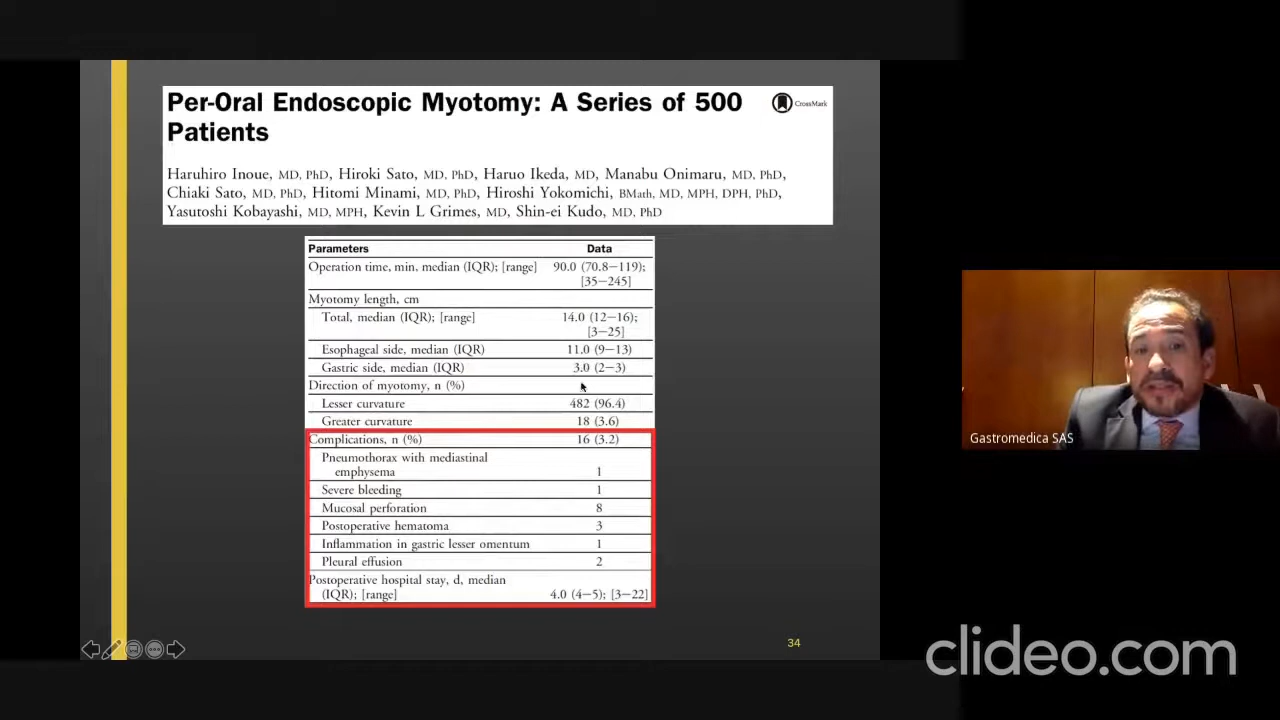 Per-Oral Endoscopic Myotomy: A Series of 500
CrossMark
Patients
Haruhiro Inoue, MD, PhD, Hiroki Sato, MD, PhD, Haruo Ikeda, MD, Manabu Onimaru, MD, PhD,
Chiaki Sato, MD, PhD, Hitomi Minami, MD, PhD, Hiroshi Yokomichi, BMath, MD, MPH, DPH, PhD,
Yasutoshi Kobayashi, MD, MPH, Kevin L Grimes, MD, Shin-ei Kudo, MD, PhD
Parameters Data
Operation time, min, median (IQR); [range] 90.0 (70.8–119);
[35–245]
Myotomy length, cm
Total, median (IQR); [range] 14.0 (12–16);
[3–25]
Esophageal side, median (IQR) 11.0 (9–13)
Gastric side, median (IQR) 3.0 (2–3)
Direction of myotomy, n (%)
Lesser curvature 482 (96.4)
Greater curvature 18 (3.6)
Complications, n (%) 16 (3.2)
Pneumothorax with mediastinal
emphysema 1
Severe bleeding 1
Mucosal perforation 8
Postoperative hematoma 3
Inflammation in gastric lesser omentum 1
Pleural effusion 2
Postoperative hospital stay, d, median
(IQR); [range] 4.0 (4–5); [3–22]
34
Gastromedica SAS
clideo.com